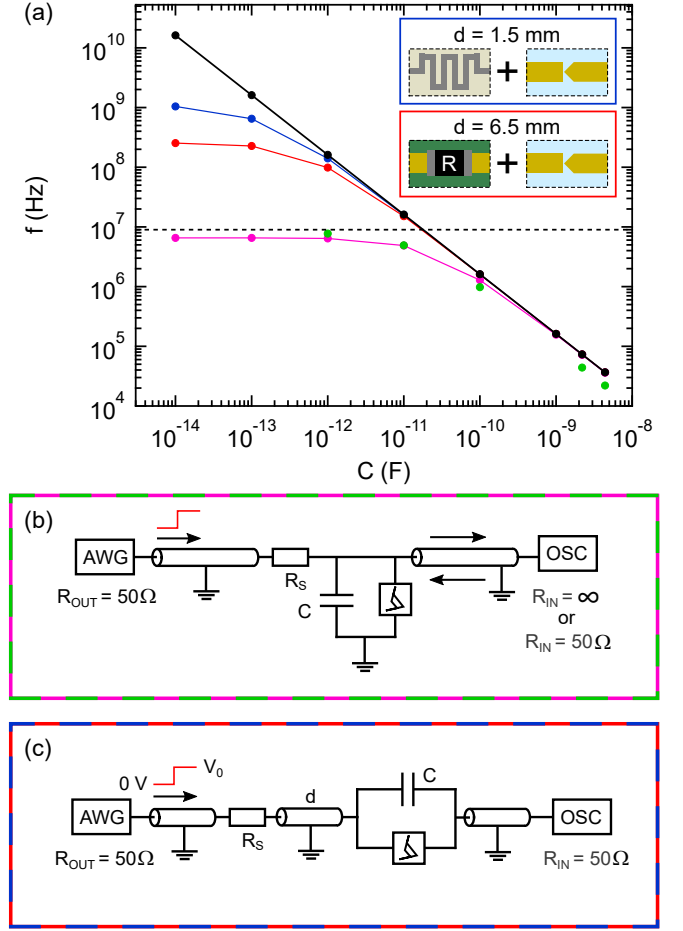 (a)
d = 1.5 mm
+
d = 6.5 mm
R
+
f (Hz)
10^10
10^9
10^8
10^7
10^6
10^5
10^4
10^-14 10^-13 10^-12 10^-11 10^-10 10^-9 10^-8
C (F)
(b)
AWG
OSC
R_OUT = 50Ω
R_S
C
R_IN = ∞
or
R_IN = 50Ω
(c)
0 V
V_0
C
d
AWG
OSC
R_S
R_OUT = 50Ω
R_IN = 50Ω